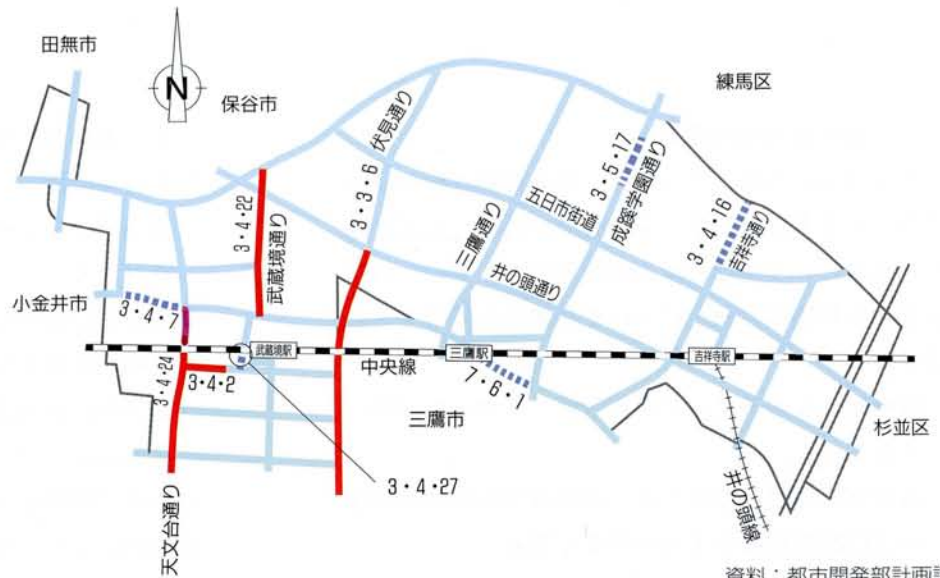 田無市
N
保谷市
練馬区
伏見通り
3・5・17
成蹊学園通り
3・3・6
五日市街道
3・4・22
武蔵境通り
三鷹通り
3・4・16
吉祥寺通り
井の頭通り
小金井市
3・4・7
武蔵境駅
三鷹駅
吉祥寺駅
中央線
3・4・24
3・4・2
7・6・1
三鷹市
杉並区
3・4・27
天文台通り
井の頭線
資料：都市開発部計画